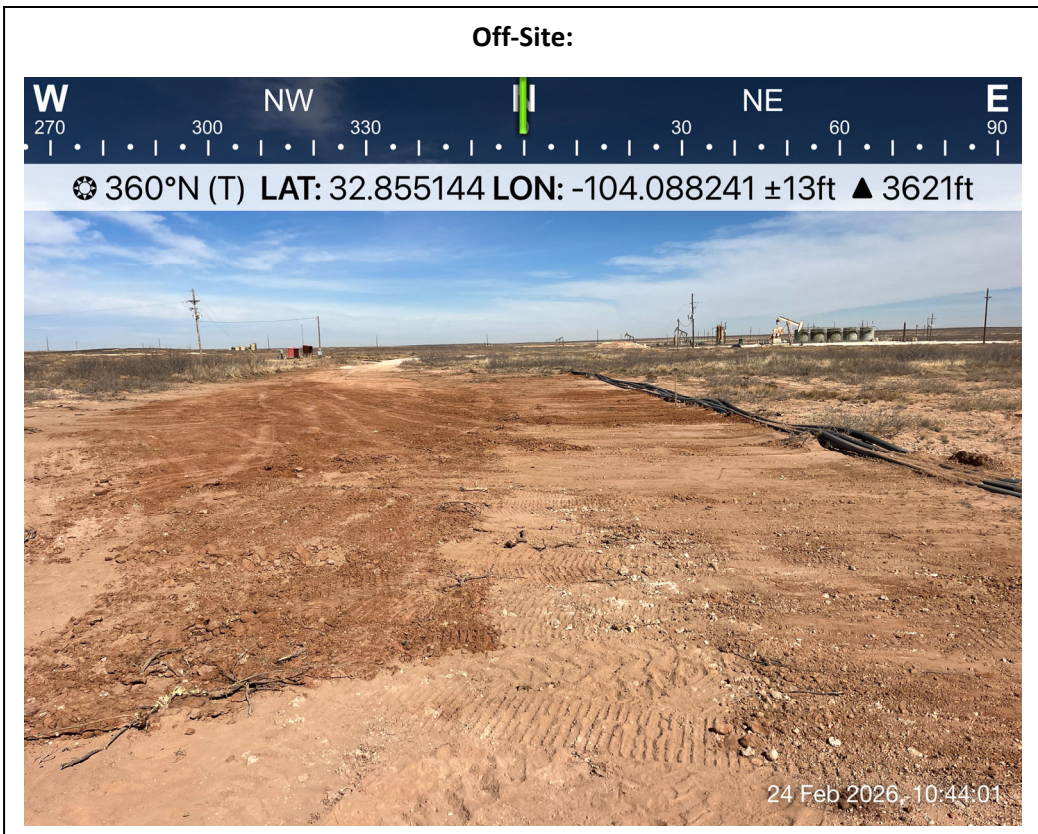 Off-Site:
W NW N NE E
270 300 330 0 30 60 90
360°N (T) LAT: 32.855144 LON: -104.088241 ±13ft ▲ 3621ft
24 Feb 2026, 10:44:01